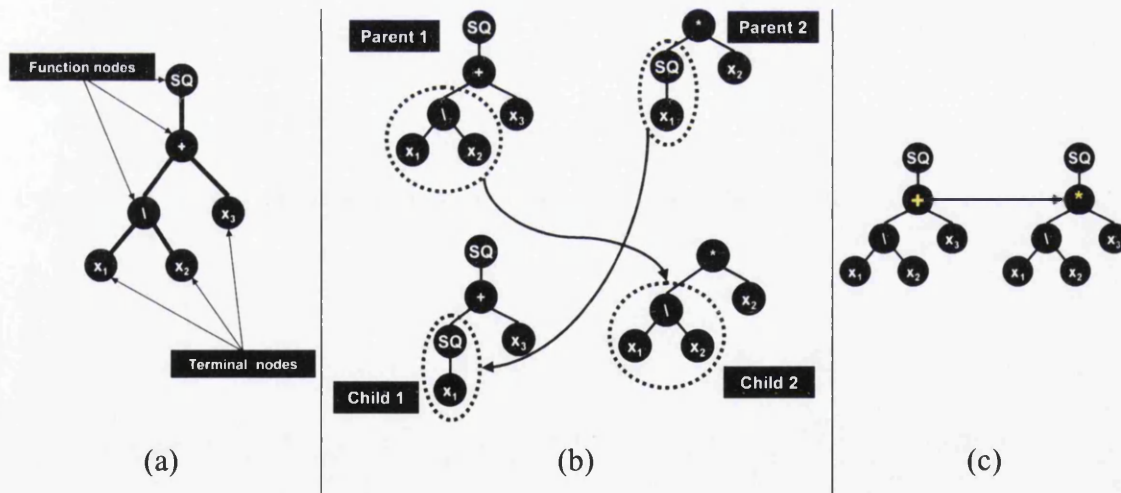 Function nodes
SQ
+
\
x3
x1
x2
Terminal nodes
(a)
Parent 1
SQ
+
\
x3
x1
x2
Parent 2
*
SQ
x2
x1
SQ
+
SQ
x3
x1
Child 1
*
\
x2
x1
x2
Child 2
(b)
SQ
+
\
x3
x1
x2
SQ
*
\
x3
x1
x2
(c)